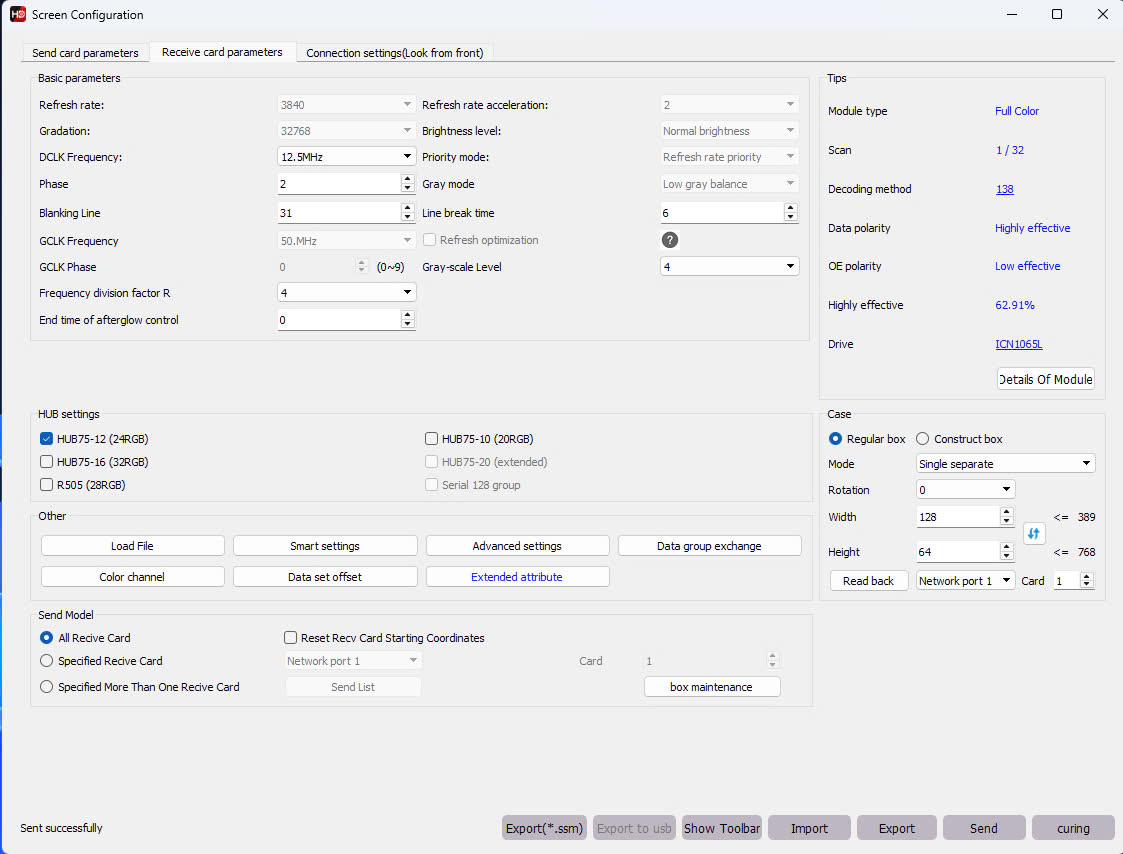 HD Screen Configuration
Send card parameters Receive card parameters Connection settings(Look from front)
Basic parameters
Refresh rate: 3840 Refresh rate acceleration: 2
Gradation: 32768 Brightness level: Normal brightness
DCLK Frequency: 12.5MHz Priority mode: Refresh rate priority
Phase 2 Gray mode Low gray balance
Blanking Line 31 Line break time 6
GCLK Frequency 50.MHz Refresh optimization ?
GCLK Phase 0 (0~9) Gray-scale Level 4
Frequency division factor R 4
End time of afterglow control 0
Tips
Module type Full Color
Scan 1 / 32
Decoding method 138
Data polarity Highly effective
OE polarity Low effective
Highly effective 62.91%
Drive ICN1065L
Details Of Module
HUB settings
HUB75-12 (24RGB) HUB75-10 (20RGB)
HUB75-16 (32RGB) HUB75-20 (extended)
R505 (28RGB) Serial 128 group
Case
Regular box Construct box
Mode Single separate
Rotation 0
Width 128 <= 389
Height 64 <= 768
Read back Network port 1 Card 1
Other
Load File Smart settings Advanced settings Data group exchange
Color channel Data set offset Extended attribute
Send Model
All Recive Card Reset Recv Card Starting Coordinates
Specified Recive Card Network port 1 Card 1
Specified More Than One Recive Card Send List box maintenance
Sent successfully Export(*.ssm) Export to usb Show Toolbar Import Export Send curing